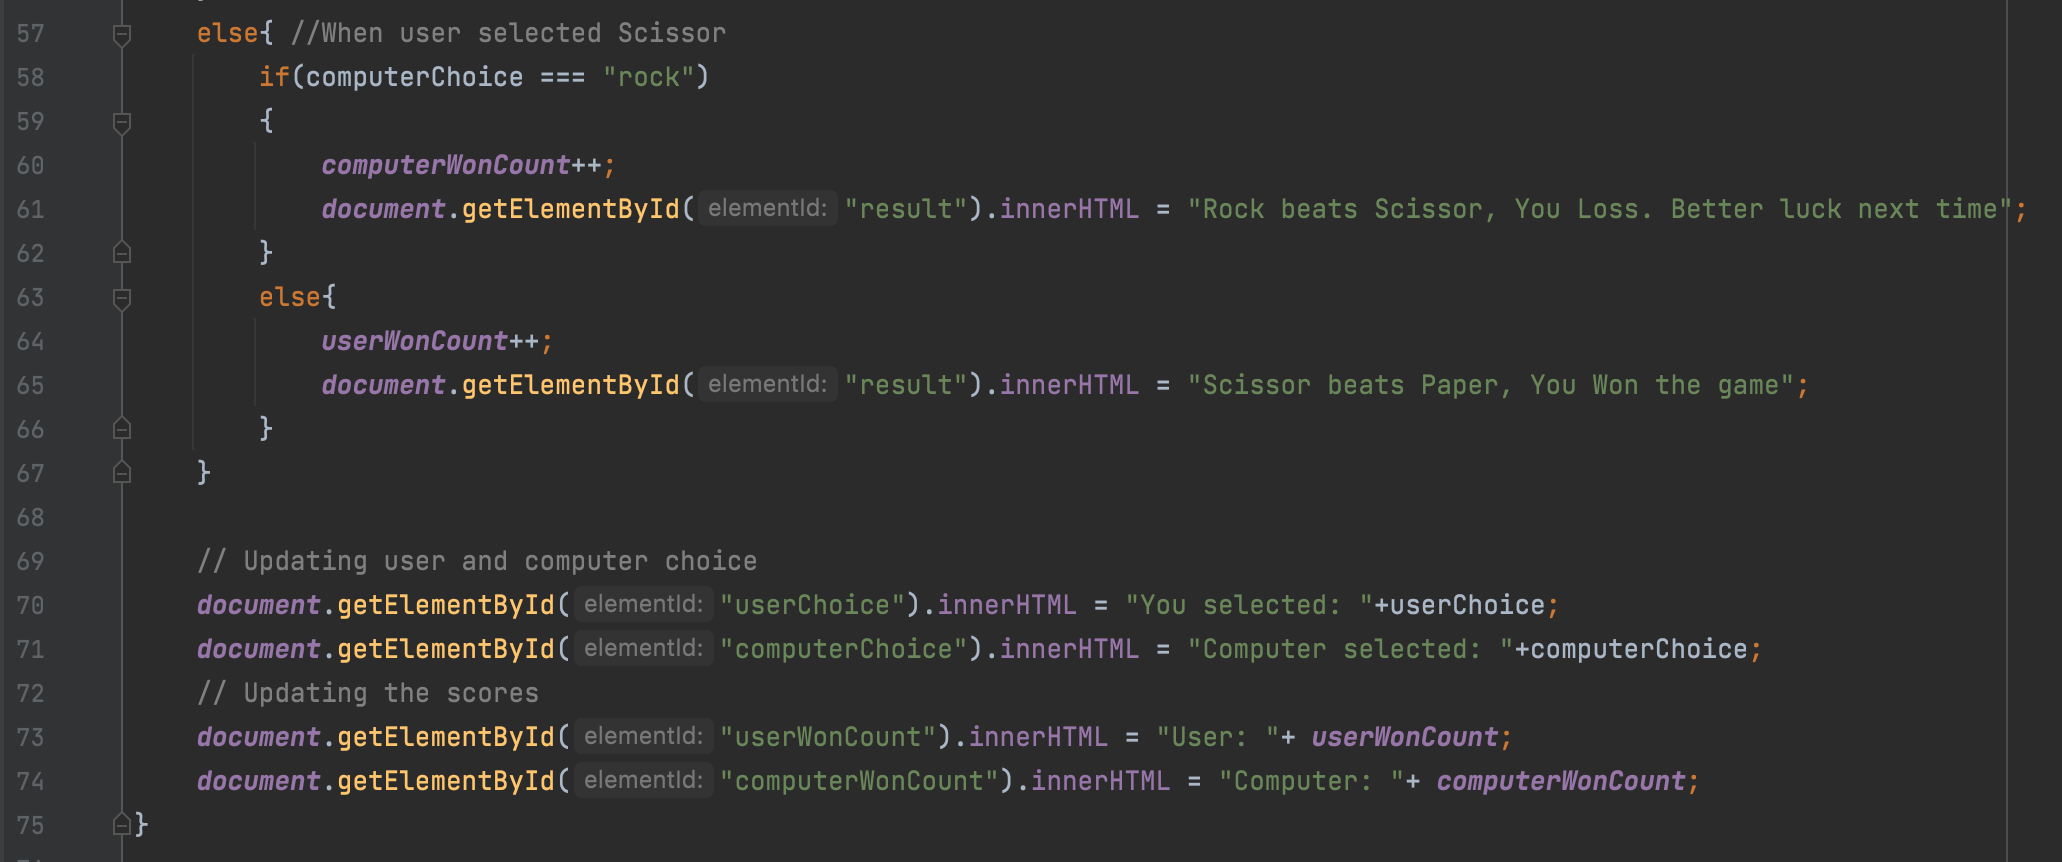 57 else{ //When user selected Scissor
58 if(computerChoice === "rock")
59 {
60 computerWonCount++;
61 document.getElementById( elementId: "result").innerHTML = "Rock beats Scissor, You Loss. Better luck next time";
62 }
63 else{
64 userWonCount++;
65 document.getElementById( elementId: "result").innerHTML = "Scissor beats Paper, You Won the game";
66 }
67 }
68
69 // Updating user and computer choice
70 document.getElementById( elementId: "userChoice").innerHTML = "You selected: "+userChoice;
71 document.getElementById( elementId: "computerChoice").innerHTML = "Computer selected: "+computerChoice;
72 // Updating the scores
73 document.getElementById( elementId: "userWonCount").innerHTML = "User: "+ userWonCount;
74 document.getElementById( elementId: "computerWonCount").innerHTML = "Computer: "+ computerWonCount;
75 }